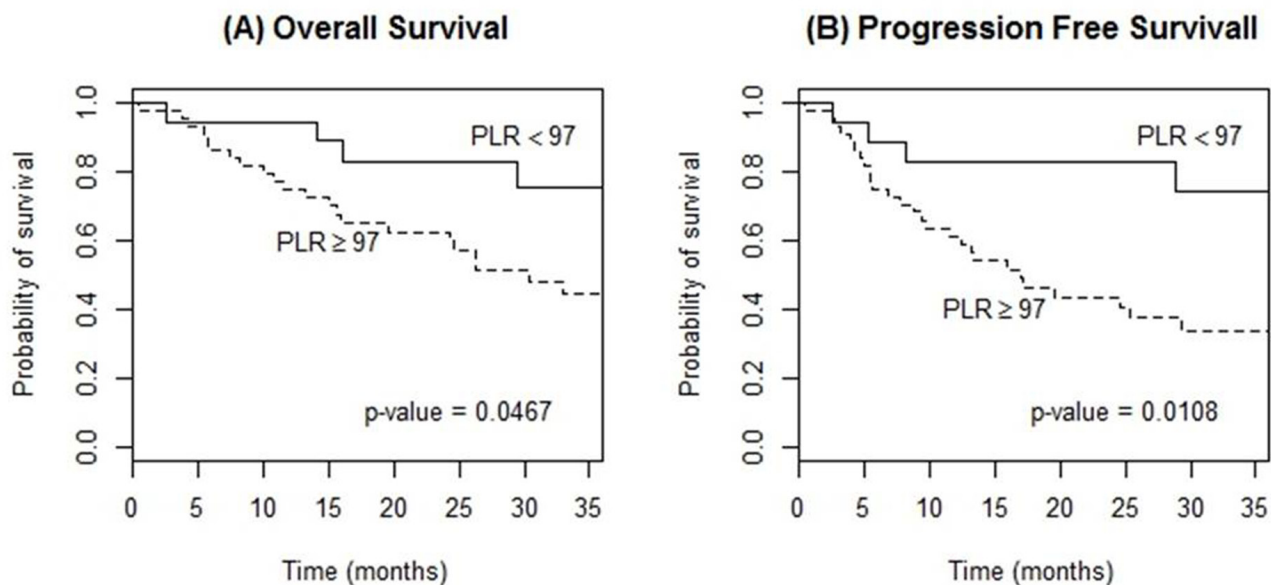 (A) Overall Survival
Probability of survival
1.0
0.8
0.6
0.4
0.2
0.0
PLR < 97
PLR ≥ 97
p-value = 0.0467
0 5 10 15 20 25 30 35
Time (months)
(B) Progression Free Survivall
Probability of survival
1.0
0.8
0.6
0.4
0.2
0.0
PLR < 97
PLR ≥ 97
p-value = 0.0108
0 5 10 15 20 25 30 35
Time (months)